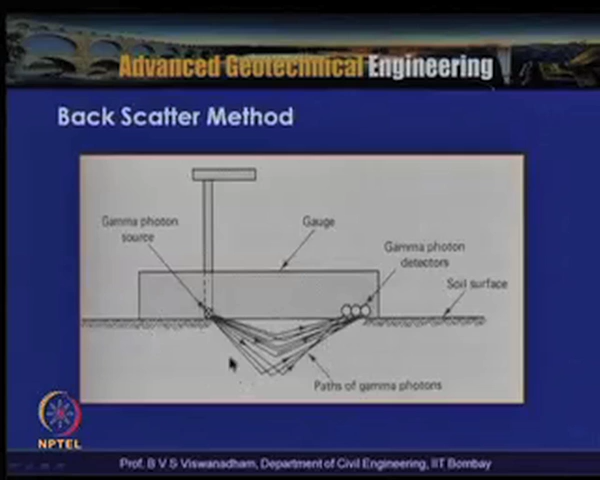 Advanced Geotechnical Engineering
Back Scatter Method
Gamma photon
source
Gauge
Gamma photon
detectors
Soil surface
Paths of gamma photons
NPTEL
Prof. B V S Viswanadham, Department of Civil Engineering, IIT Bombay